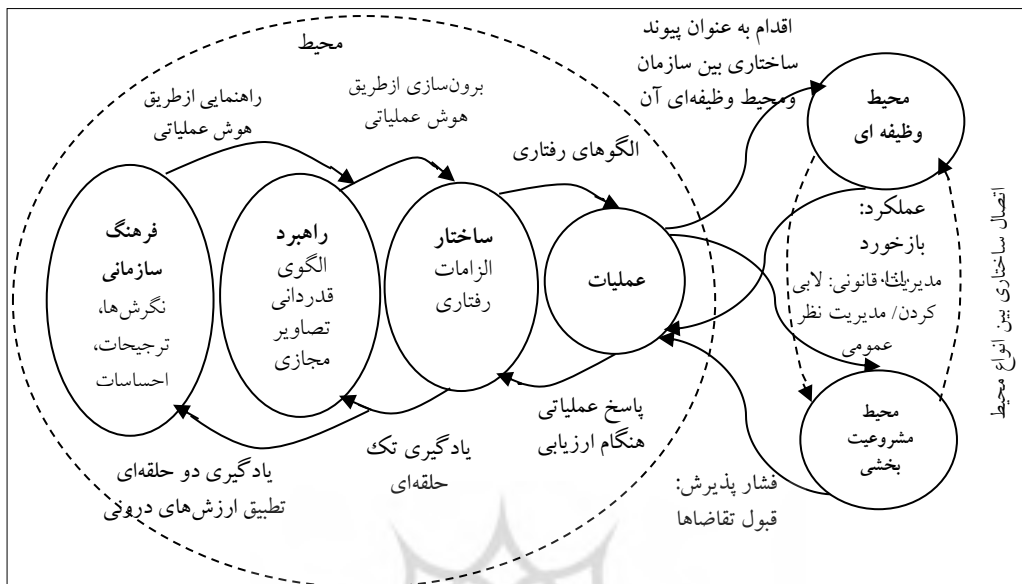 محیط
راهنمایی ازطریق
هوش عملیاتی
برون‌سازی ازطریق
هوش عملیاتی
الگوهای رفتاری
اقدام به عنوان پیوند
ساختاری بین سازمان
ومحیط وظیفه‌ای آن
محیط
وظیفه ای
فرهنگ
سازمانی
نگرش‌ها،
ترجیحات،
احساسات
راهبرد
الگوی
قدردانی
تصاویر
مجازی
ساختار
الزامات
رفتاری
عملیات
عملکرد:
بازخورد
مدیریت قانونی: لابی
کردن/ مدیریت نظر
عمومی
محیط
مشروعیت
بخشی
اتصال ساختاری بین انواع محیط
یادگیری دو حلقه‌ای
تطبیق ارزش‌های درونی
یادگیری تک
حلقه‌ای
پاسخ عملیاتی
هنگام ارزیابی
فشار پذیرش:
قبول تقاضاها